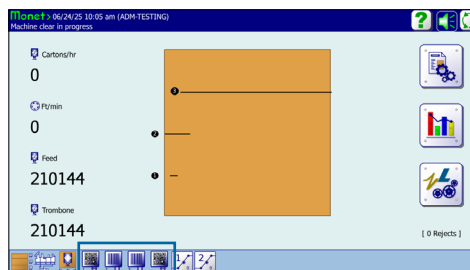 Monet> 06/24/25 10:05 am (ADM-TESTING)
Machine clear in progress
Cartons/hr
0
Ft/min
0
Feed
210144
Trombone
210144
3
2
1
[ 0 Rejects ]
1 2